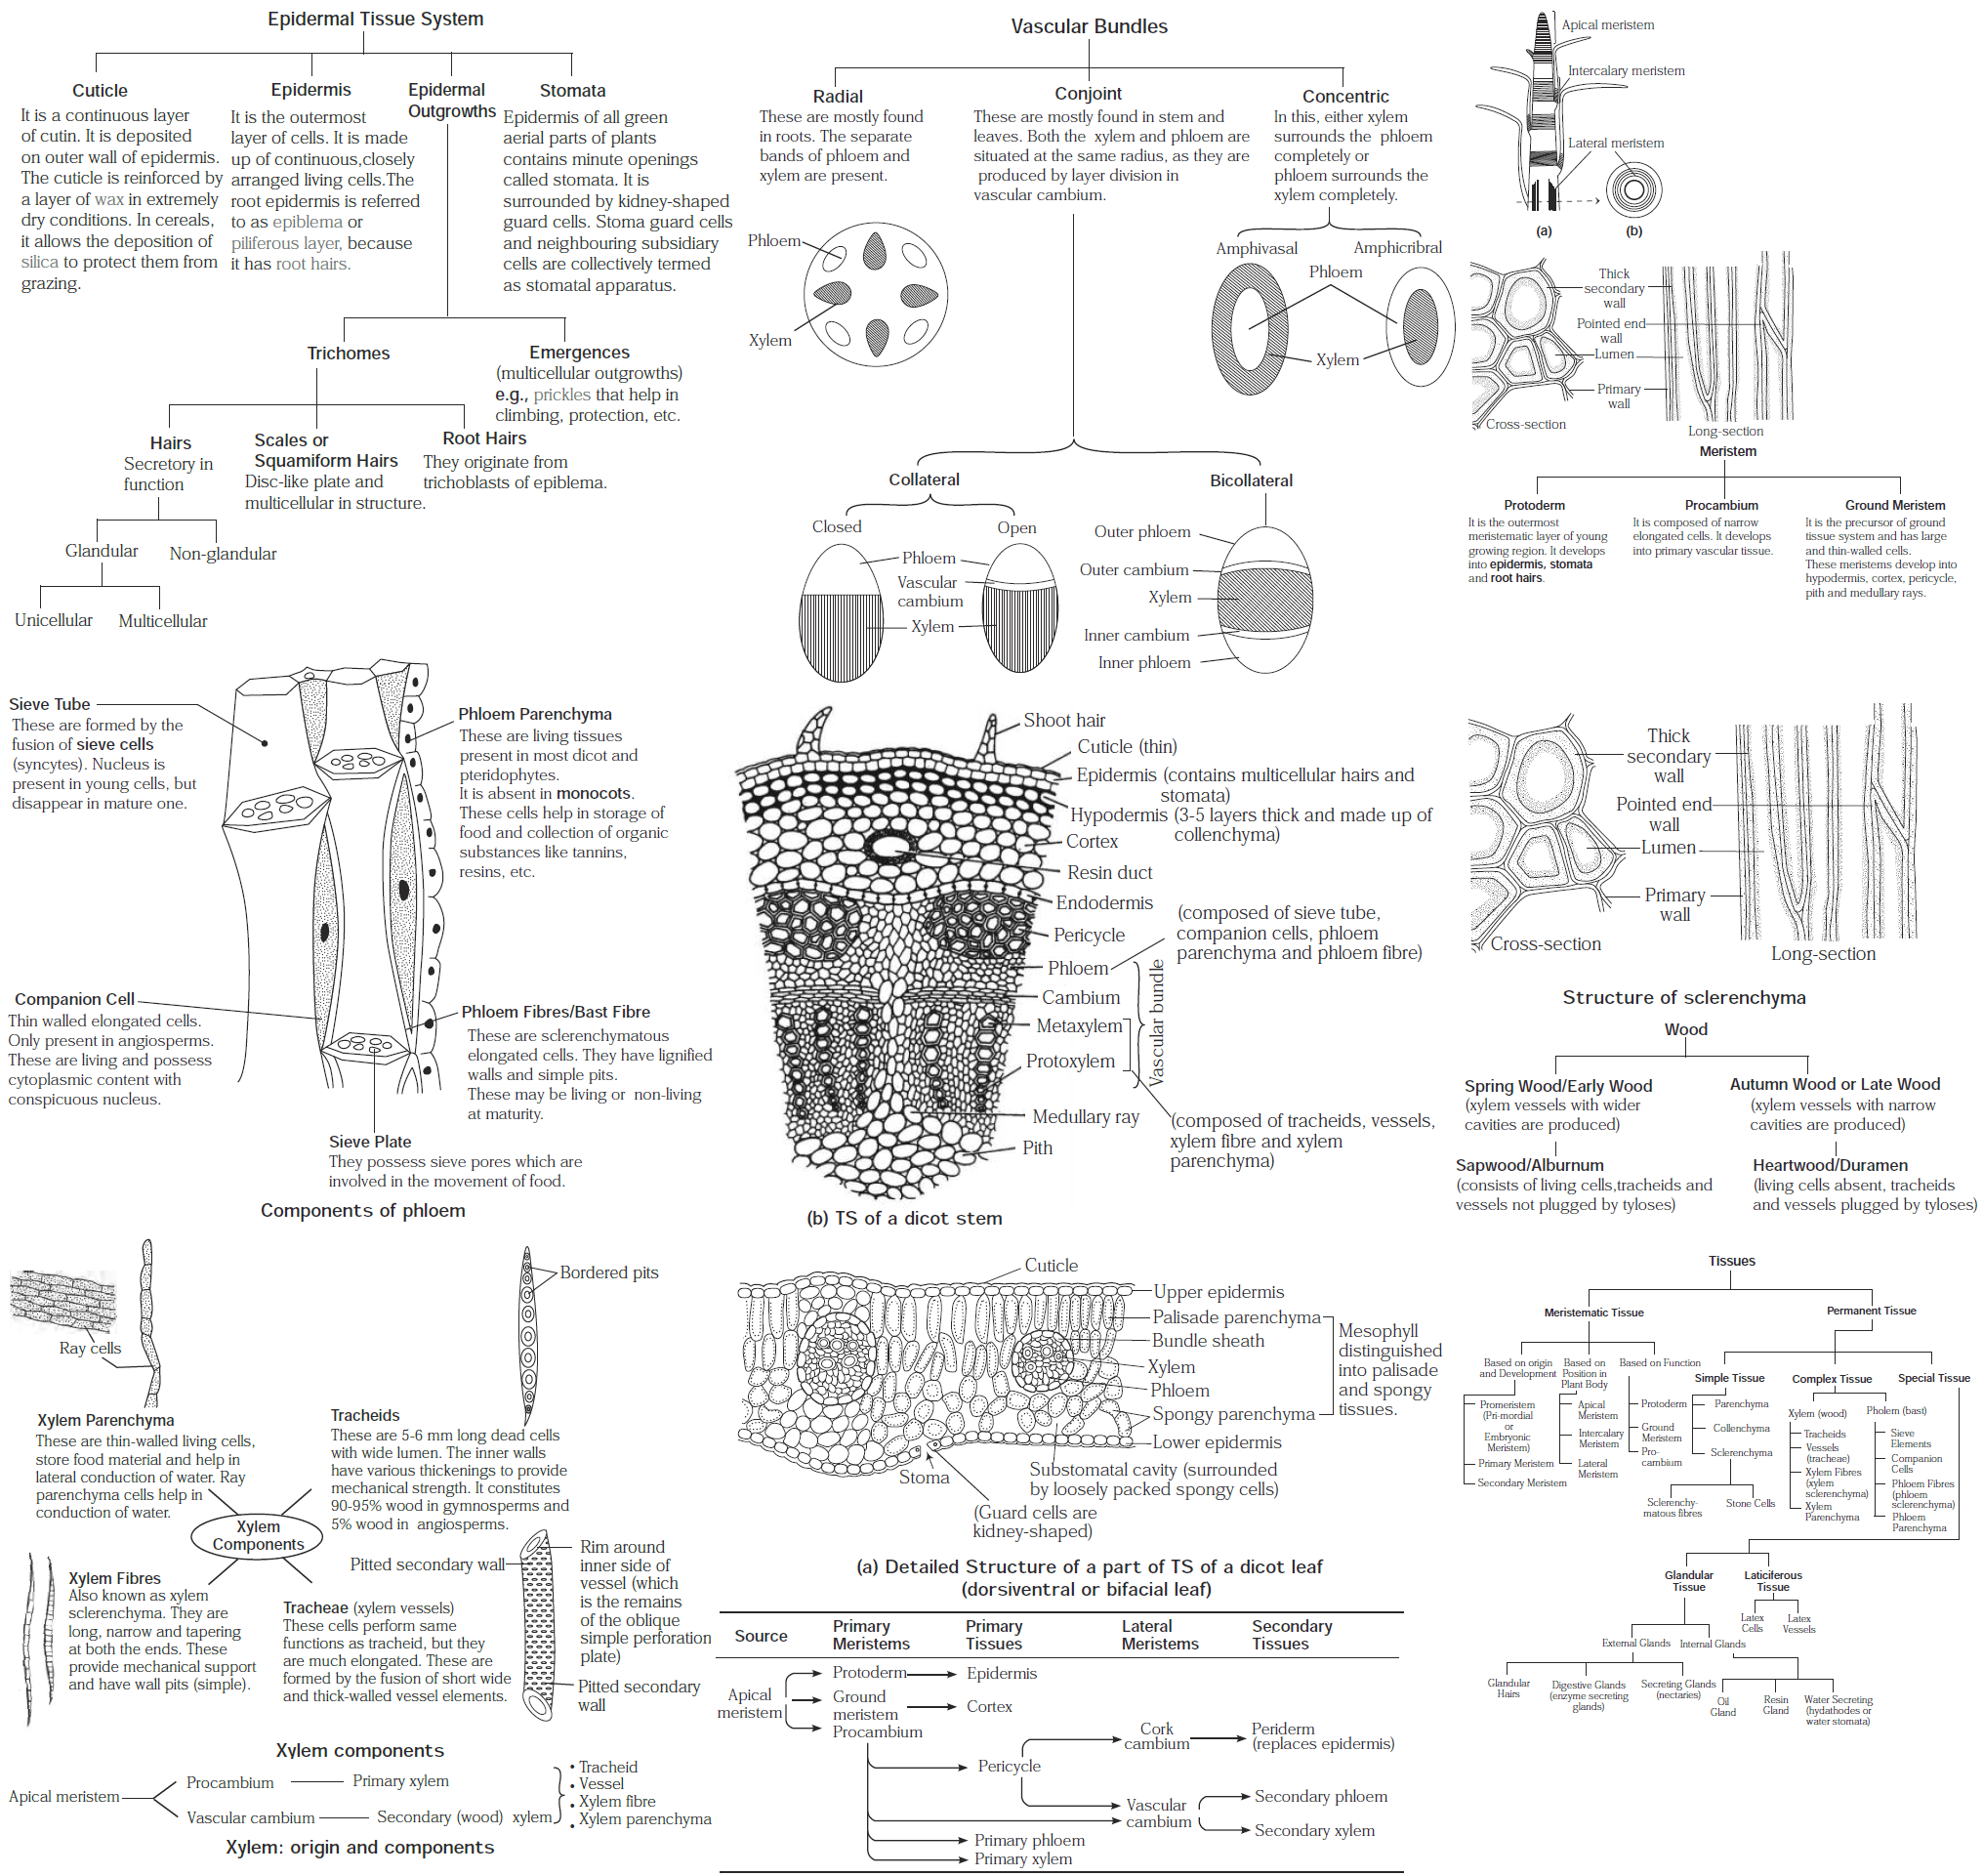 Epidermal Tissue System
Cuticle
It is a continuous layer
of cutin. It is deposited
on outer wall of epidermis.
The cuticle is reinforced by
a layer of wax in extremely
dry conditions. In cereals,
it allows the deposition of
silica to protect them from
grazing.
Epidermis
It is the outermost
layer of cells. It is made
up of continuous,closely
arranged living cells.The
root epidermis is referred
to as epiblema or
piliferous layer, because
it has root hairs.
Epidermal
Outgrowths
Stomata
Epidermis of all green
aerial parts of plants
contains minute openings
called stomata. It is
surrounded by kidney-shaped
guard cells. Stoma guard cells
and neighbouring subsidiary
cells are collectively termed
as stomatal apparatus.
Trichomes
Emergences
(multicellular outgrowths)
e.g., prickles that help in
climbing, protection, etc.
Hairs
Secretory in
function
Scales or
Squamiform Hairs
Disc-like plate and
multicellular in structure.
Root Hairs
They originate from
trichoblasts of epiblema.
Glandular
Non-glandular
Unicellular
Multicellular
Vascular Bundles
Radial
These are mostly found
in roots. The separate
bands of phloem and
xylem are present.
Conjoint
These are mostly found in stem and
leaves. Both the xylem and phloem are
situated at the same radius, as they are
produced by layer division in
vascular cambium.
Concentric
In this, either xylem
surrounds the phloem
completely or
phloem surrounds the
xylem completely.
Phloem
Xylem
Amphivasal
Amphicribral
Phloem
Xylem
Collateral
Bicollateral
Closed
Open
Phloem
Vascular
cambium
Xylem
Outer phloem
Outer cambium
Xylem
Inner cambium
Inner phloem
Apical meristem
Intercalary meristem
Lateral meristem
(a)
(b)
Thick
secondary
wall
Pointed end
wall
Lumen
Primary
wall
Cross-section
Long-section
Meristem
Protoderm
It is the outermost
meristematic layer of young
growing region. It develops
into epidermis, stomata
and root hairs.
Procambium
It is composed of narrow
elongated cells. It develops
into primary vascular tissue.
Ground Meristem
It is the precursor of ground
tissue system and has large
and thin-walled cells.
These meristems develop into
hypodermis, cortex, pericycle,
pith and medullary rays.
Sieve Tube
These are formed by the
fusion of sieve cells
(syncytes). Nucleus is
present in young cells, but
disappear in mature one.
Phloem Parenchyma
These are living tissues
present in most dicot and
pteridophytes.
It is absent in monocots.
These cells help in storage of
food and collection of organic
substances like tannins,
resins, etc.
Companion Cell
Thin walled elongated cells.
Only present in angiosperms.
These are living and possess
cytoplasmic content with
conspicuous nucleus.
Phloem Fibres/Bast Fibre
These are sclerenchymatous
elongated cells. They have lignified
walls and simple pits.
These may be living or non-living
at maturity.
Sieve Plate
They possess sieve pores which are
involved in the movement of food.
Components of phloem
Shoot hair
Cuticle (thin)
Epidermis (contains multicellular hairs and
stomata)
Hypodermis (3-5 layers thick and made up of
collenchyma)
Cortex
Resin duct
Endodermis
Pericycle
Phloem
(composed of sieve tube,
companion cells, phloem
parenchyma and phloem fibre)
Cambium
Metaxylem
Protoxylem
Vascular bundle
Medullary ray
Pith
(composed of tracheids, vessels,
xylem fibre and xylem
parenchyma)
(b) TS of a dicot stem
Thick
secondary
wall
Pointed end
wall
Lumen
Primary
wall
Cross-section
Long-section
Structure of sclerenchyma
Wood
Spring Wood/Early Wood
(xylem vessels with wider
cavities are produced)
Autumn Wood or Late Wood
(xylem vessels with narrow
cavities are produced)
Sapwood/Alburnum
(consists of living cells,tracheids and
vessels not plugged by tyloses)
Heartwood/Duramen
(living cells absent, tracheids
and vessels plugged by tyloses)
Ray cells
Bordered pits
Xylem Parenchyma
These are thin-walled living cells,
store food material and help in
lateral conduction of water. Ray
parenchyma cells help in
conduction of water.
Tracheids
These are 5-6 mm long dead cells
with wide lumen. The inner walls
have various thickenings to provide
mechanical strength. It constitutes
90-95% wood in gymnosperms and
5% wood in angiosperms.
Xylem
Components
Xylem Fibres
Also known as xylem
sclerenchyma. They are
long, narrow and tapering
at both the ends. These
provide mechanical support
and have wall pits (simple).
Tracheae (xylem vessels)
These cells perform same
functions as tracheid, but they
are much elongated. These are
formed by the fusion of short wide
and thick-walled vessel elements.
Pitted secondary wall
Rim around
inner side of
vessel (which
is the remains
of the oblique
simple perforation
plate)
Pitted secondary
wall
Xylem components
Apical meristem
Procambium
Primary xylem
Vascular cambium
Secondary (wood) xylem
• Tracheid
• Vessel
• Xylem fibre
• Xylem parenchyma
Xylem: origin and components
Cuticle
Upper epidermis
Palisade parenchyma
Bundle sheath
Xylem
Phloem
Spongy parenchyma
Lower epidermis
Mesophyll
distinguished
into palisade
and spongy
tissues.
Stoma
Substomatal cavity (surrounded
by loosely packed spongy cells)
(Guard cells are
kidney-shaped)
(a) Detailed Structure of a part of TS of a dicot leaf
(dorsiventral or bifacial leaf)
Source
Primary
Meristems
Primary
Tissues
Lateral
Meristems
Secondary
Tissues
Apical
meristem
Protoderm
Epidermis
Ground
meristem
Cortex
Procambium
Pericycle
Cork
cambium
Periderm
(replaces epidermis)
Vascular
cambium
Secondary phloem
Secondary xylem
Primary phloem
Primary xylem
Tissues
Meristematic Tissue
Permanent Tissue
Based on origin
and Development
Based on
Position in
Plant Body
Based on Function
Simple Tissue
Complex Tissue
Special Tissue
Promeristem
(Pri-mordial
or
Embryonic
Meristem)
Primary Meristem
Secondary Meristem
Apical
Meristem
Intercalary
Meristem
Lateral
Meristem
Protoderm
Ground
Meristem
Pro-
cambium
Parenchyma
Collenchyma
Sclerenchyma
Sclerenchy-
matous fibres
Stone Cells
Xylem (wood)
Tracheids
Vessels
(tracheae)
Xylem Fibres
(xylem
sclerenchyma)
Xylem
Parenchyma
Pholem (bast)
Sieve
Elements
Companion
Cells
Phloem Fibres
(phloem
sclerenchyma)
Phloem
Parenchyma
Glandular
Tissue
Laticiferous
Tissue
Latex
Cells
Latex
Vessels
External Glands
Internal Glands
Glandular
Hairs
Digestive Glands
(enzyme secreting
glands)
Secreting Glands
(nectaries)
Oil
Gland
Resin
Gland
Water Secreting
(hydathodes or
water stomata)